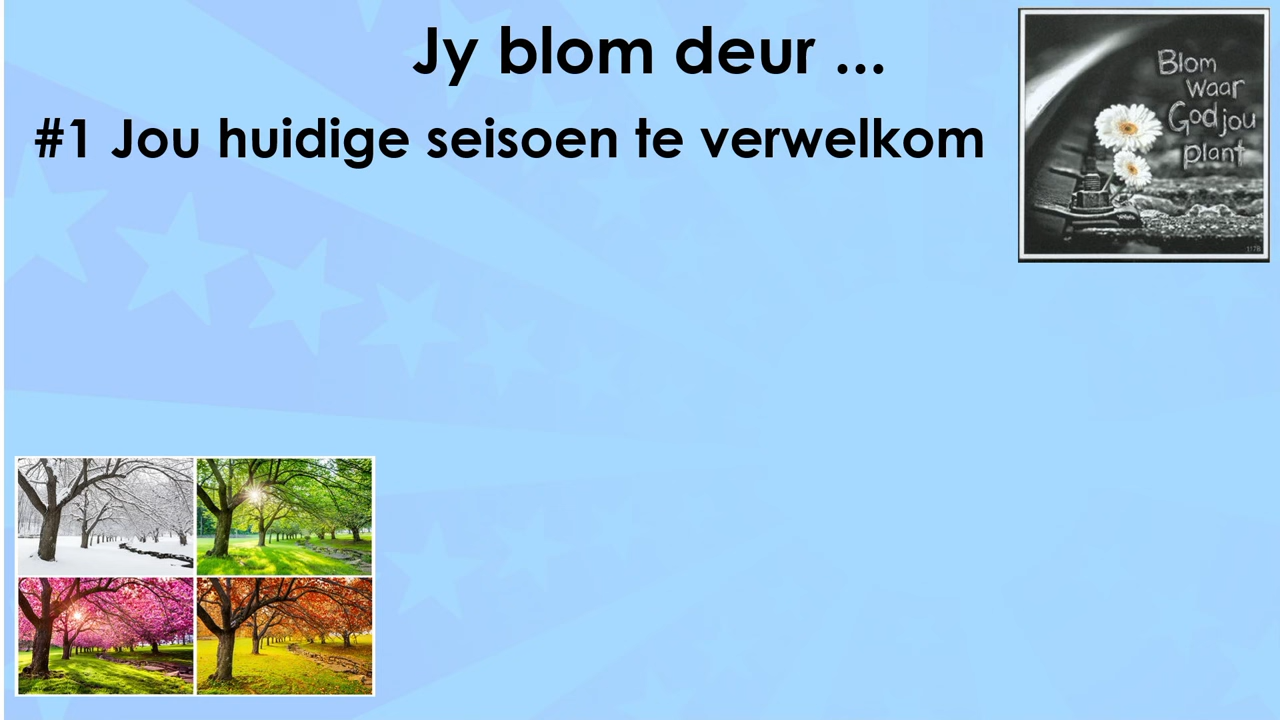 Jy blom deur ...
#1 Jou huidige seisoen te verwelkom
Blom
waar
God jou
plant